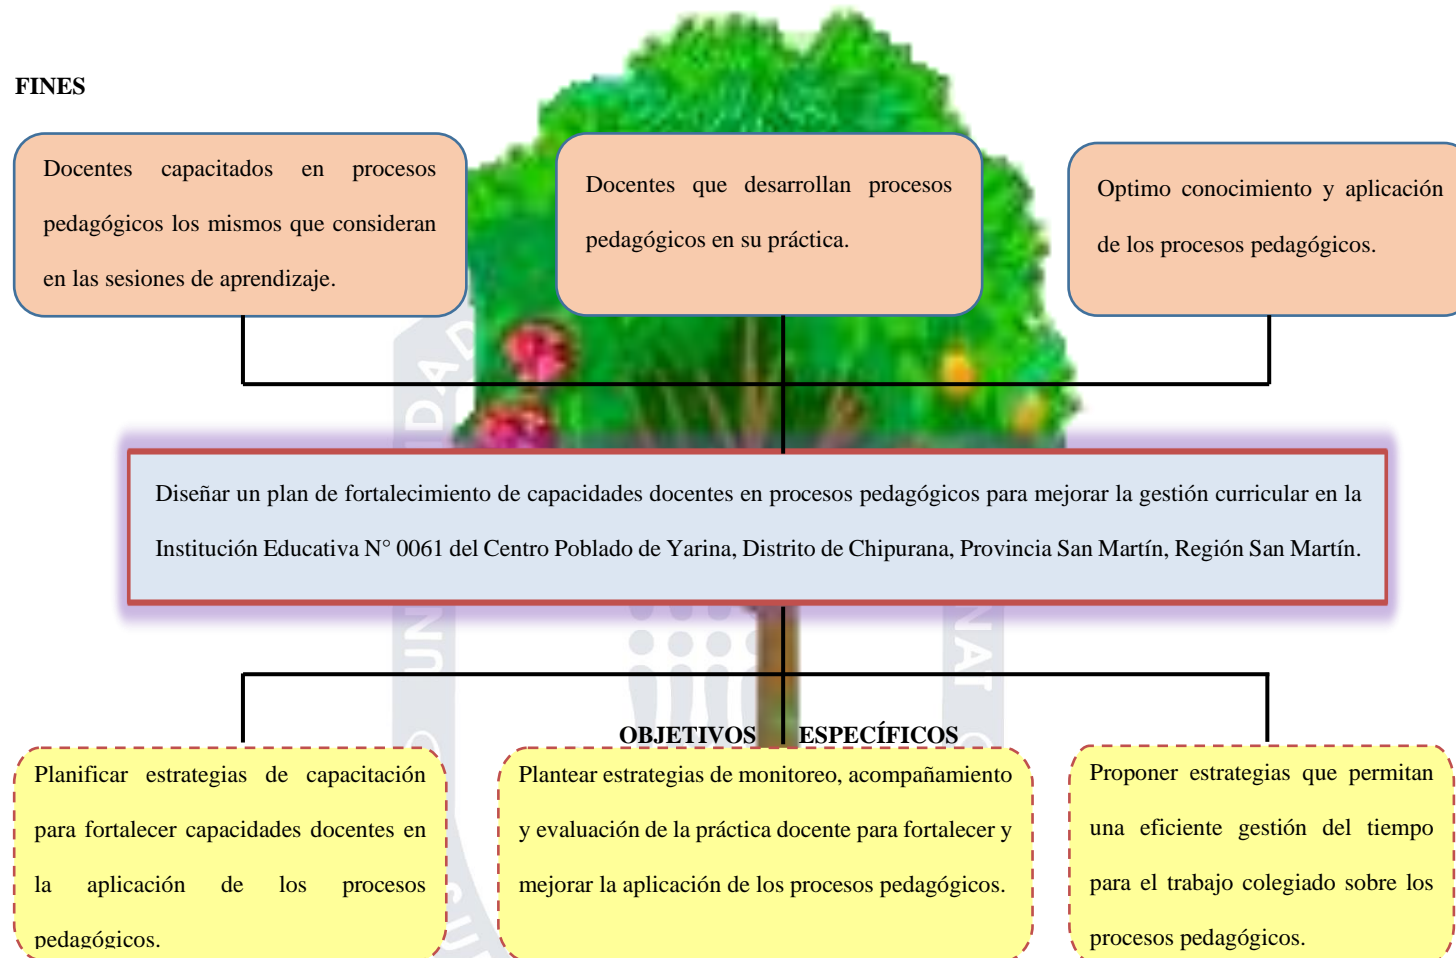 FINES
Docentes capacitados en procesos
pedagógicos los mismos que consideran
en las sesiones de aprendizaje.
Docentes que desarrollan procesos
pedagógicos en su práctica.
Optimo conocimiento y aplicación
de los procesos pedagógicos.
Diseñar un plan de fortalecimiento de capacidades docentes en procesos pedagógicos para mejorar la gestión curricular en la
Institución Educativa N° 0061 del Centro Poblado de Yarina, Distrito de Chipurana, Provincia San Martín, Región San Martín.
OBJETIVOS ESPECÍFICOS
Planificar estrategias de capacitación
para fortalecer capacidades docentes en
la aplicación de los procesos
pedagógicos.
Plantear estrategias de monitoreo, acompañamiento
y evaluación de la práctica docente para fortalecer y
mejorar la aplicación de los procesos pedagógicos.
Proponer estrategias que permitan
una eficiente gestión del tiempo
para el trabajo colegiado sobre los
procesos pedagógicos.